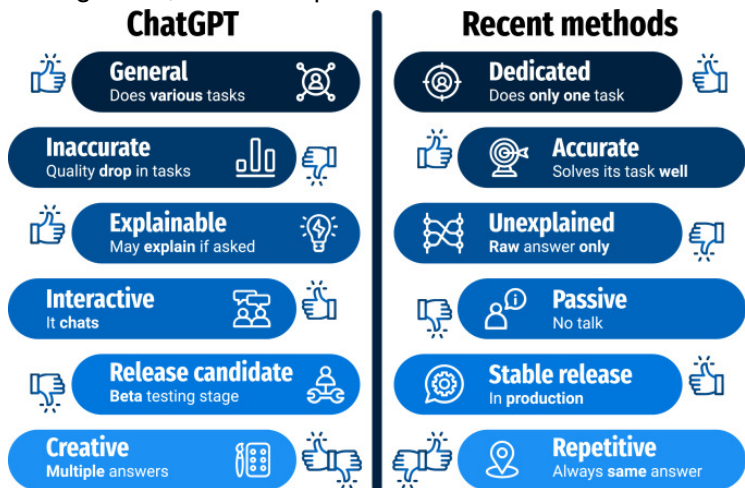 ChatGPT
General
Does various tasks
Inaccurate
Quality drop in tasks
Explainable
May explain if asked
Interactive
It chats
Release candidate
Beta testing stage
Creative
Multiple answers
Recent methods
Dedicated
Does only one task
Accurate
Solves its task well
Unexplained
Raw answer only
Passive
No talk
Stable release
In production
Repetitive
Always same answer